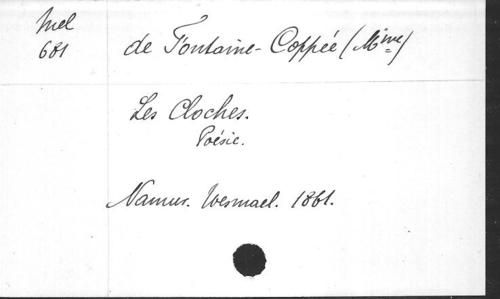 Mel
681
de Fontaine-Coppée (Mme)
Les Cloches.
Poésie.
Namur. Wesmael. 1861.